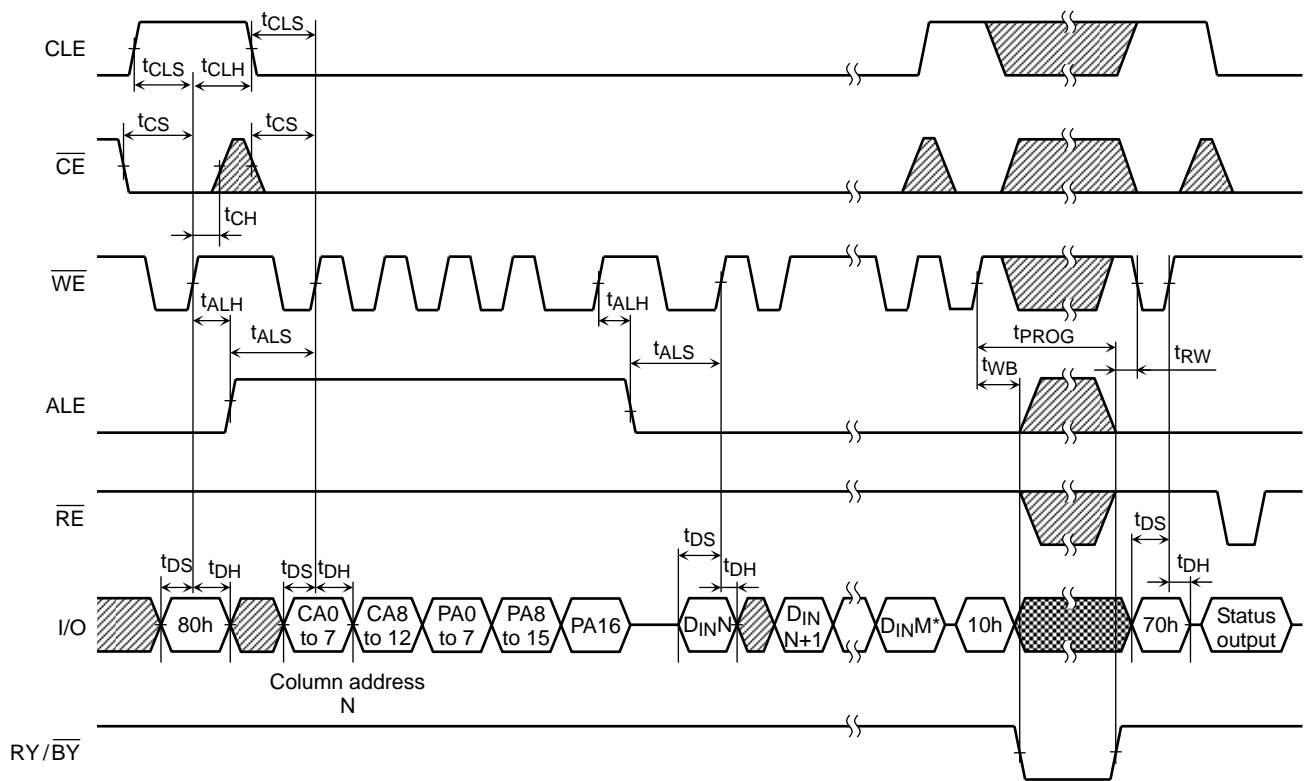 tCLS
CLE
tCLS tCLH
tCS tCS
CE
tCH
WE
tALH tALH
tALS tALS tPROG
tWB tRW
ALE
RE
tDS tDH tDS tDH tDS tDH tDS tDH
I/O 80h CA0 to 7 CA8 to 12 PA0 to 7 PA8 to 15 PA16 DINN DIN N+1 DINM* 10h 70h Status output
Column address
N
RY/BY